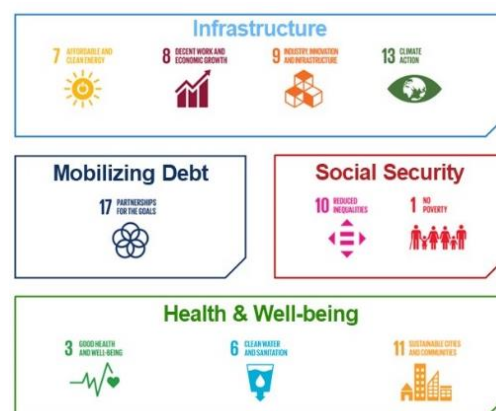 Infrastructure
7 AFFORDABLE AND
CLEAN ENERGY
8 DECENT WORK AND
ECONOMIC GROWTH
9 INDUSTRY, INNOVATION
AND INFRASTRUCTURE
13 CLIMATE
ACTION
Mobilizing Debt
17 PARTNERSHIPS
FOR THE GOALS
Social Security
10 REDUCED
INEQUALITIES
1 NO
POVERTY
Health & Well-being
3 GOOD HEALTH
AND WELL-BEING
6 CLEAN WATER
AND SANITATION
11 SUSTAINABLE CITIES
AND COMMUNITIES